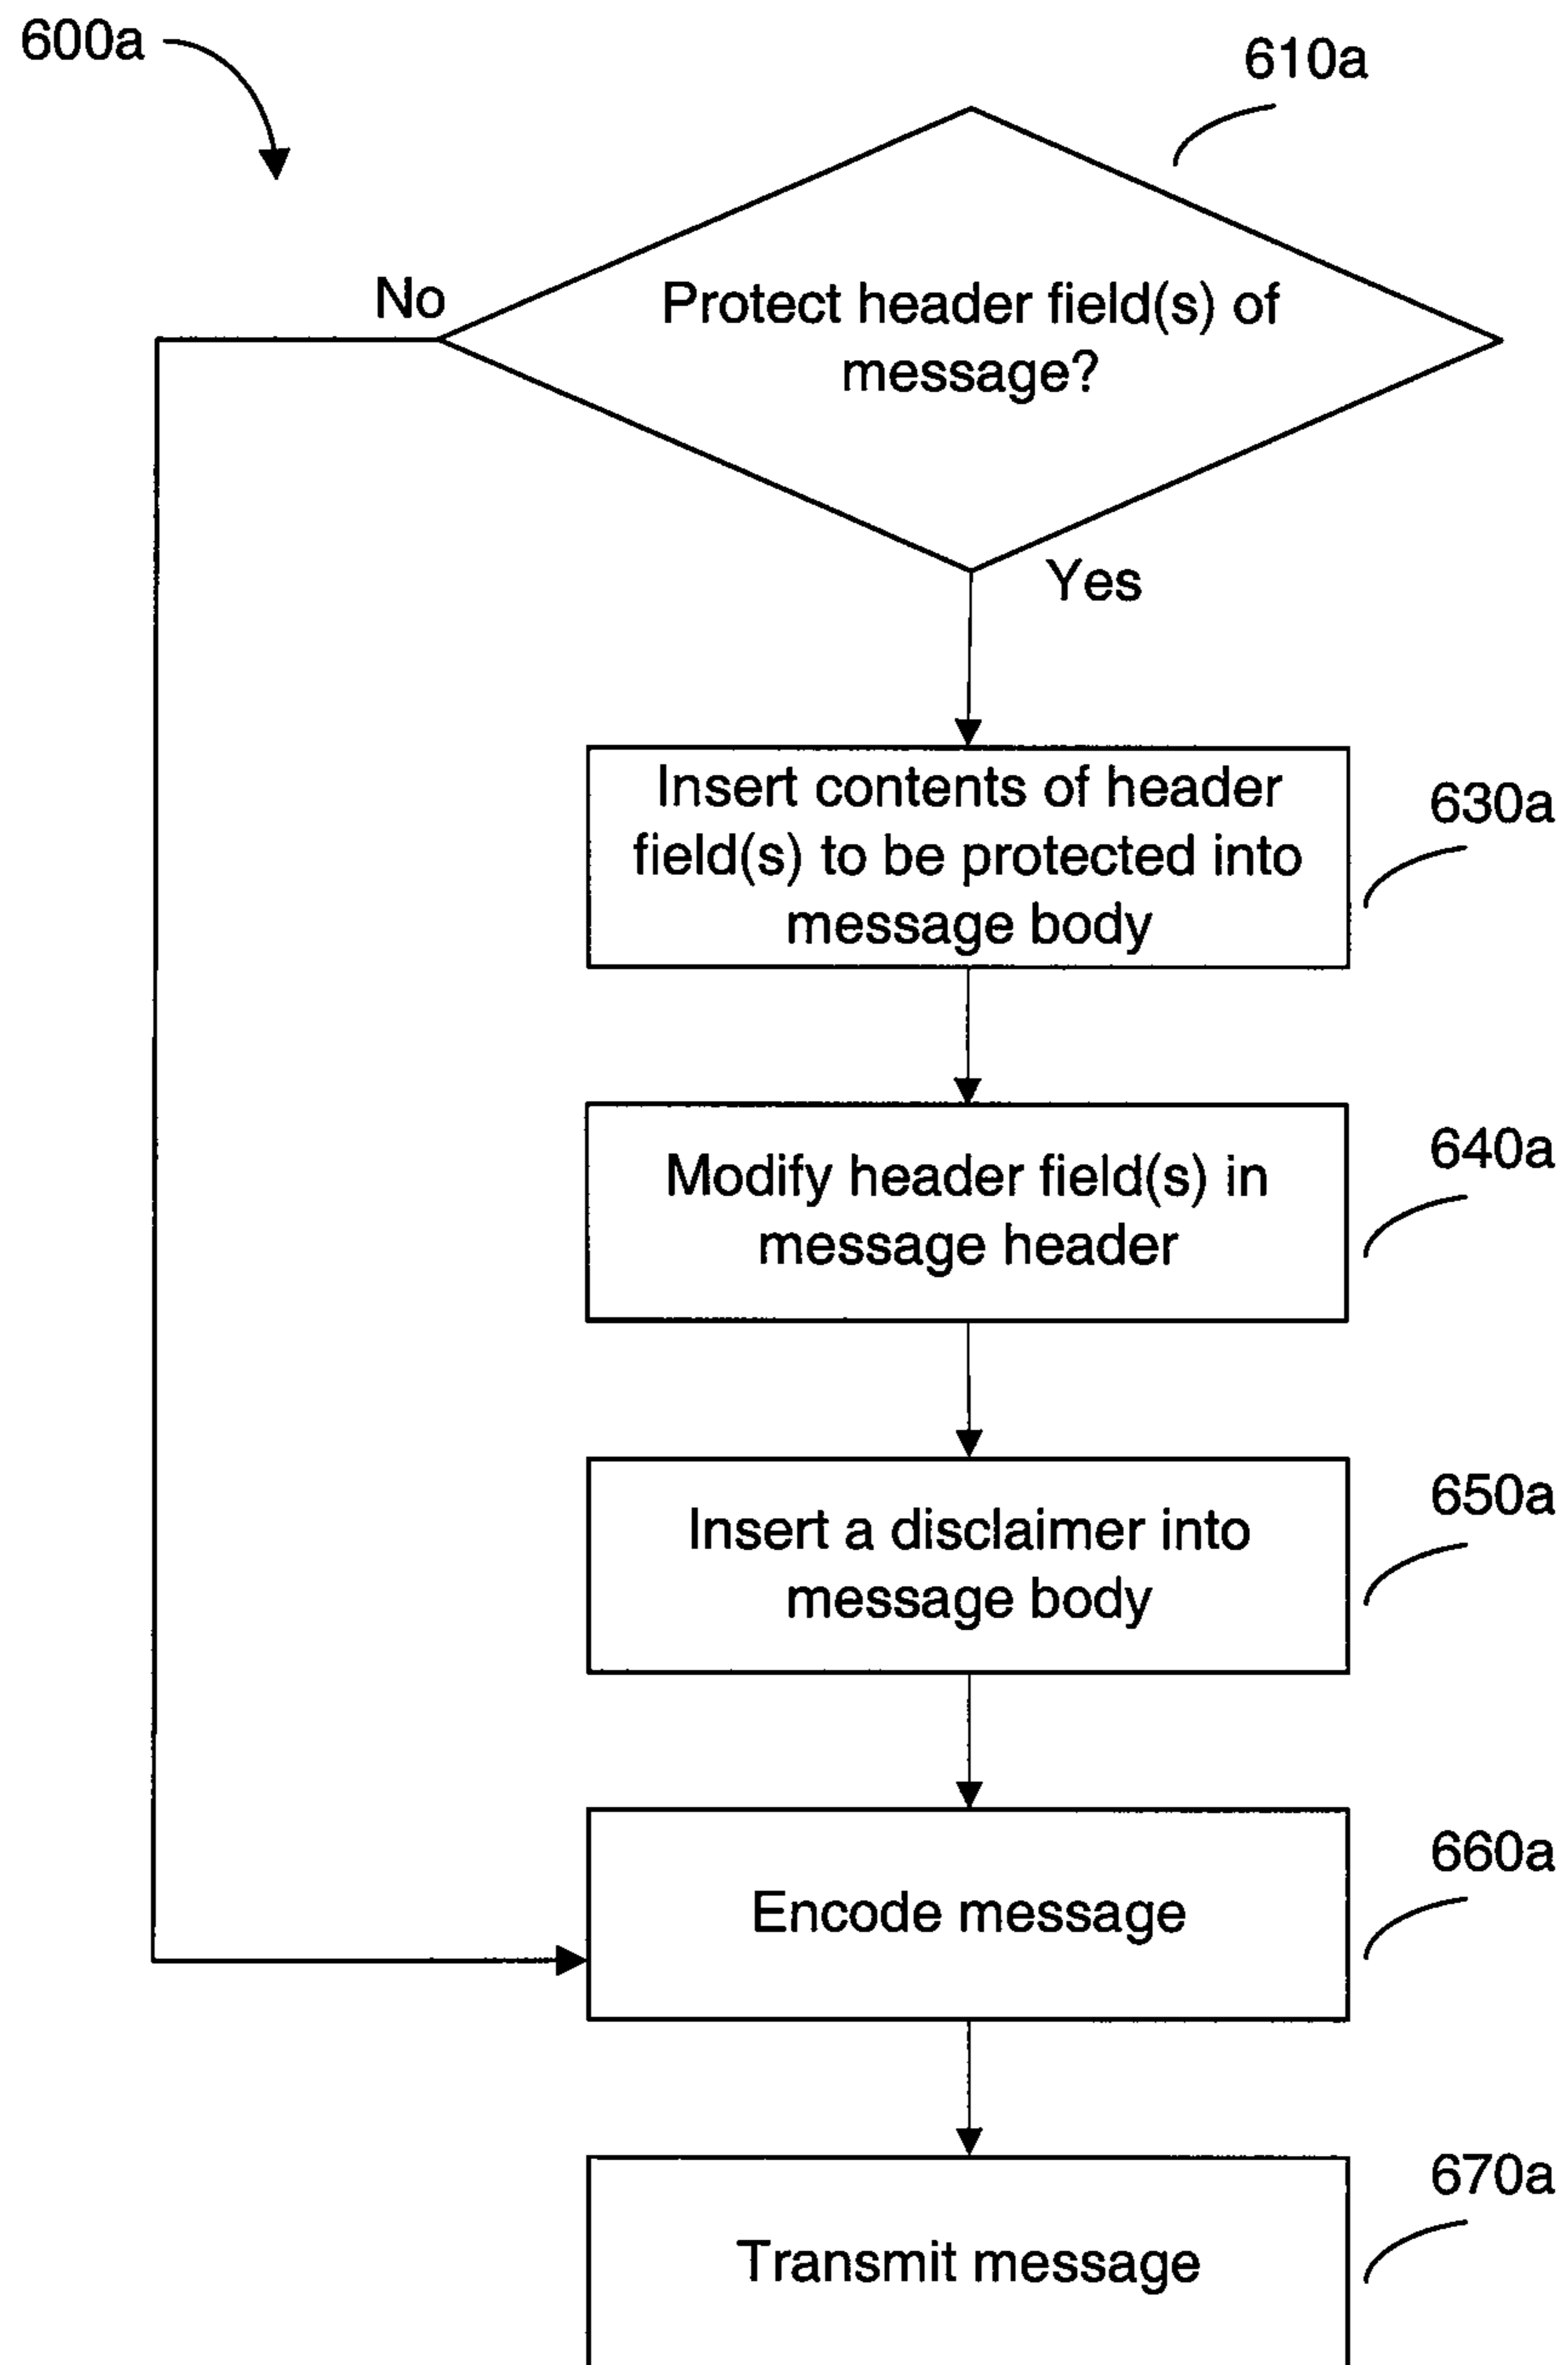 600a
610a
No
Protect header field(s) of
message?
Yes
Insert contents of header
field(s) to be protected into
message body
630a
Modify header field(s) in
message header
640a
Insert a disclaimer into
message body
650a
Encode message
660a
Transmit message
670a